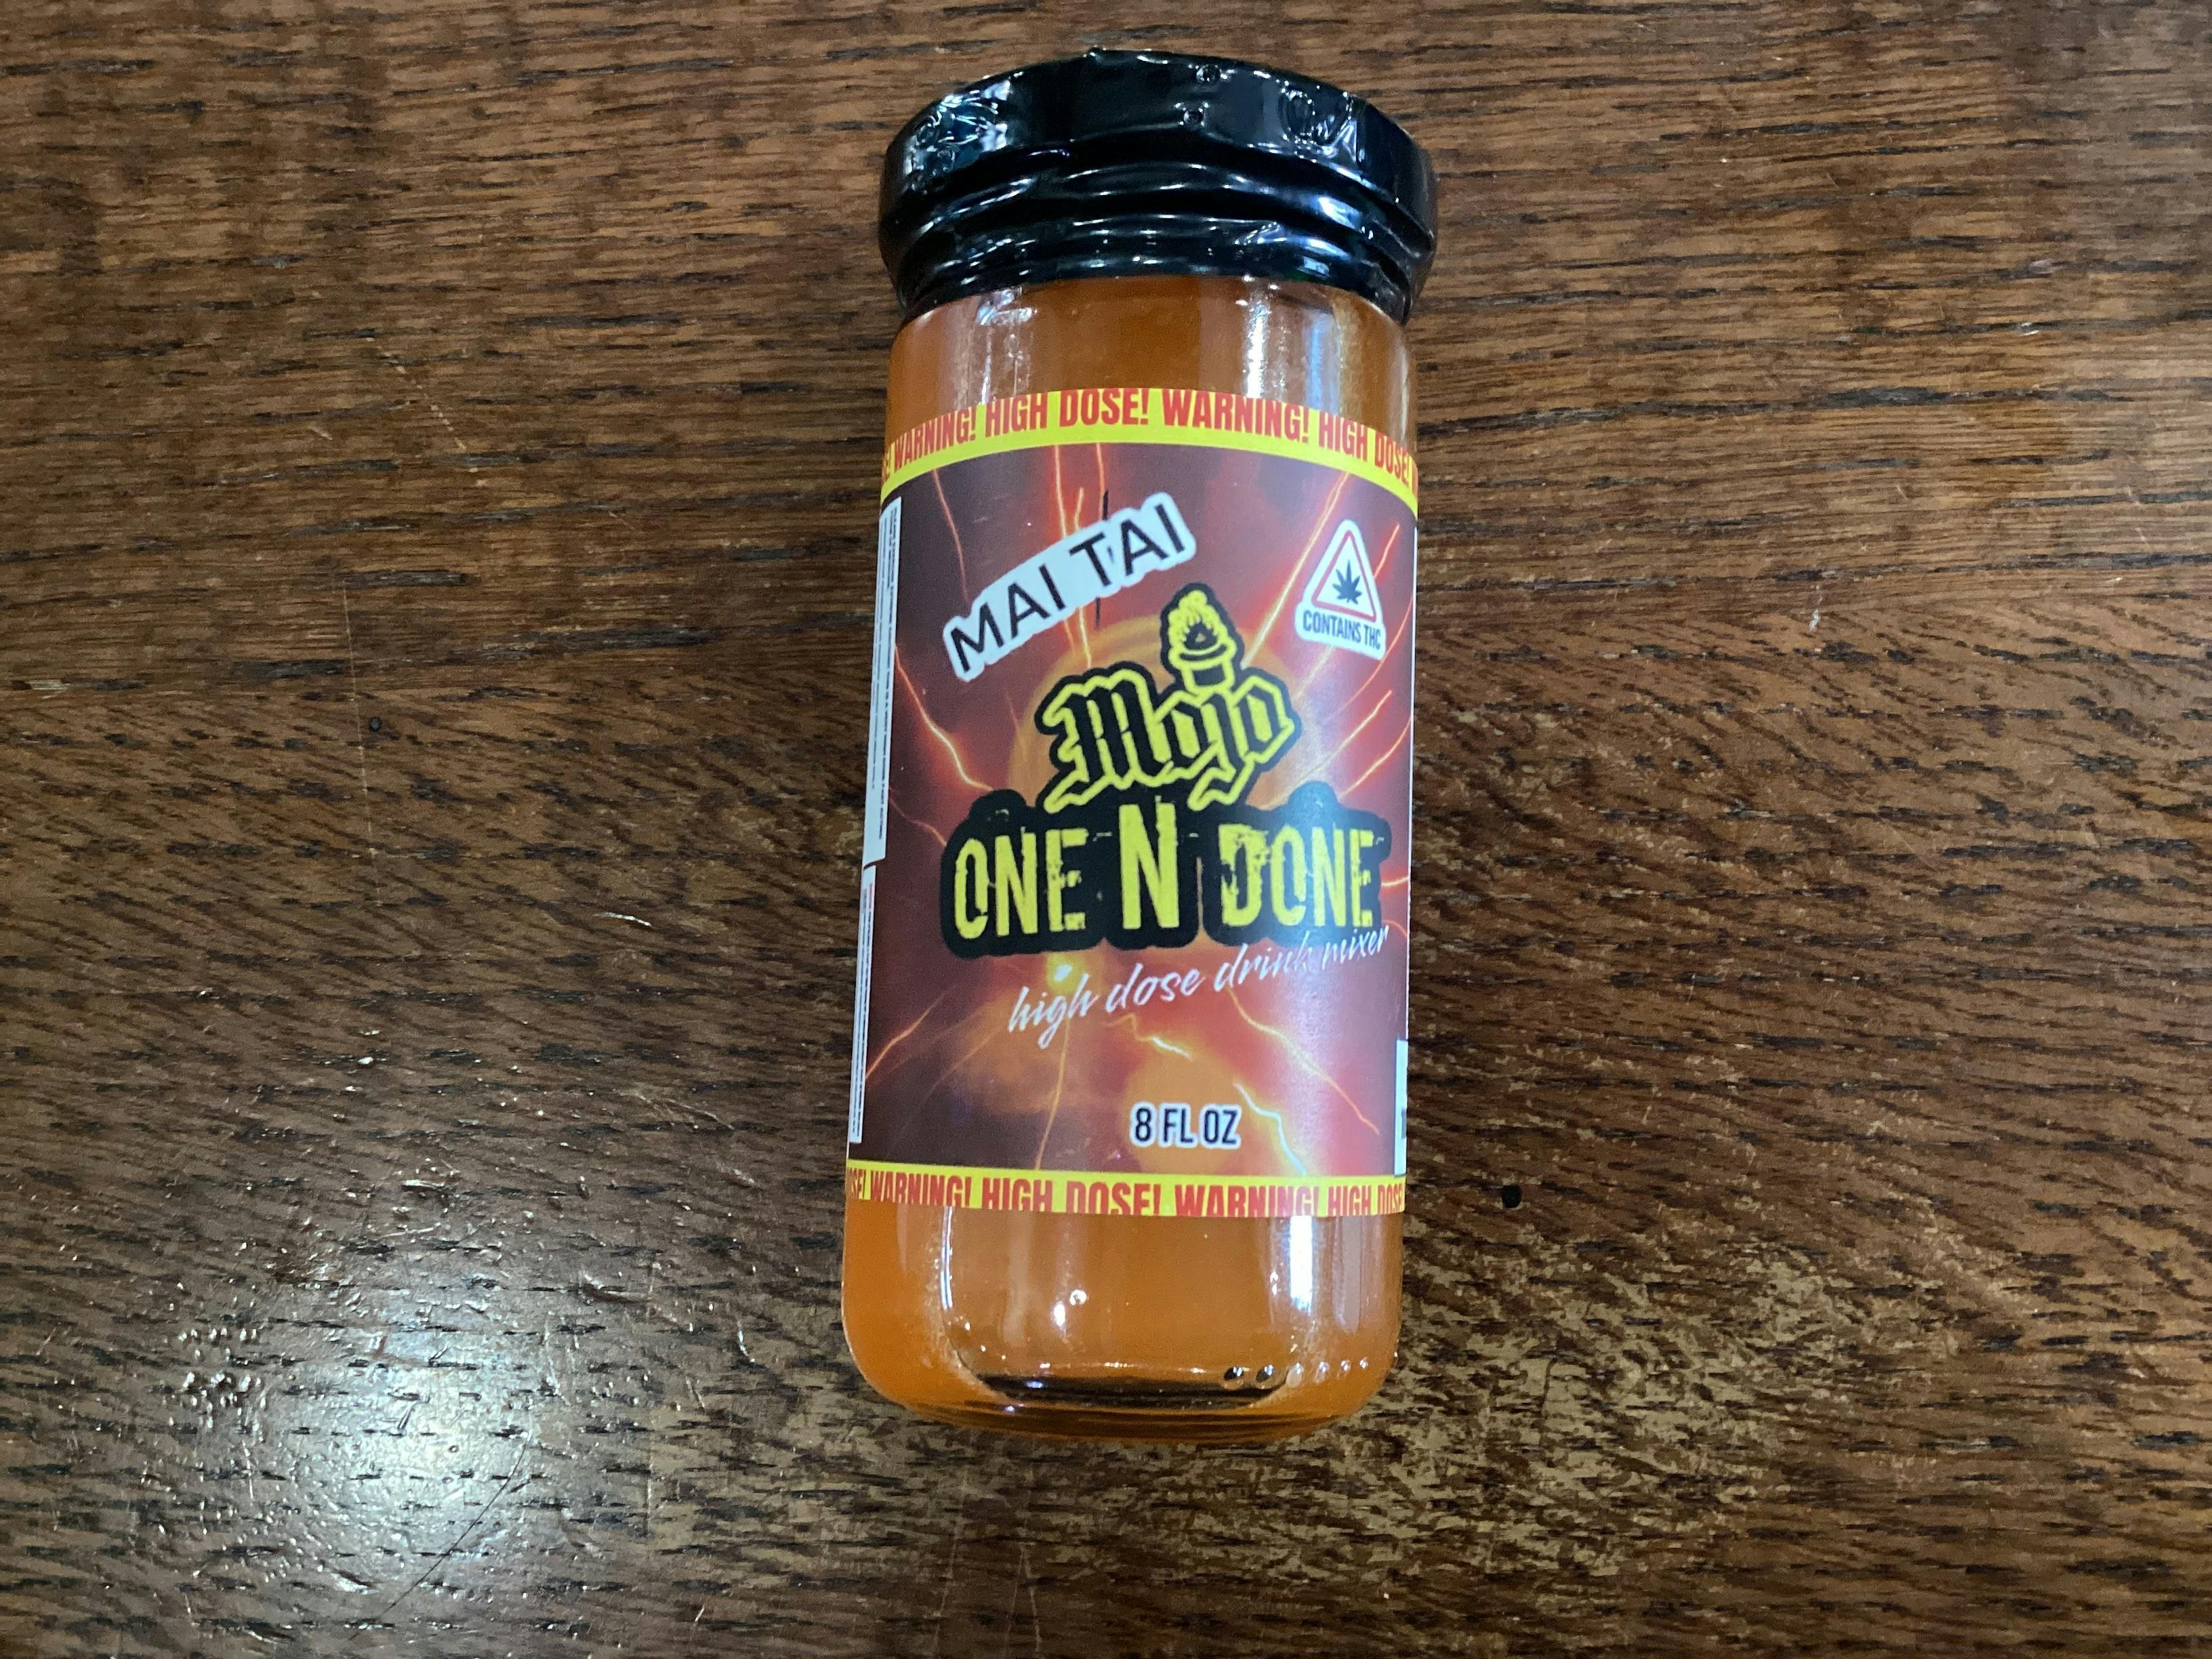 WARNING! HIGH DOSE! WARNING! HIGH DOSE!
MAI TAI
CONTAINS THC
Mojo
ONE N DONE
high dose drink mixer
8 FL OZ
WARNING! HIGH DOSE! WARNING! HIGH DOSE!